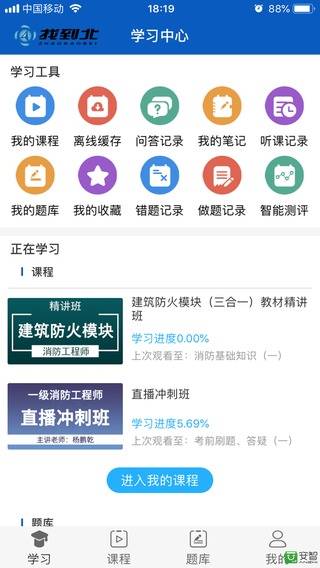 中国移动
18:19
88%
找到北
ZHAODAOBEI
学习中心
学习工具
我的课程 离线缓存 问答记录 我的笔记 听课记录
我的题库 我的收藏 错题记录 做题记录 智能测评
正在学习
课程
精讲班
建筑防火模块
消防工程师
建筑防火模块（三合一）教材精讲
班
学习进度0.00%
上次观看至：消防基础知识（一）
一级消防工程师
直播冲刺班
主讲老师：杨鹏乾
直播冲刺班
学习进度5.69%
上次观看至：考前刷题、答疑（一）
进入我的课程
题库
学习 课程 题库 我的
安智